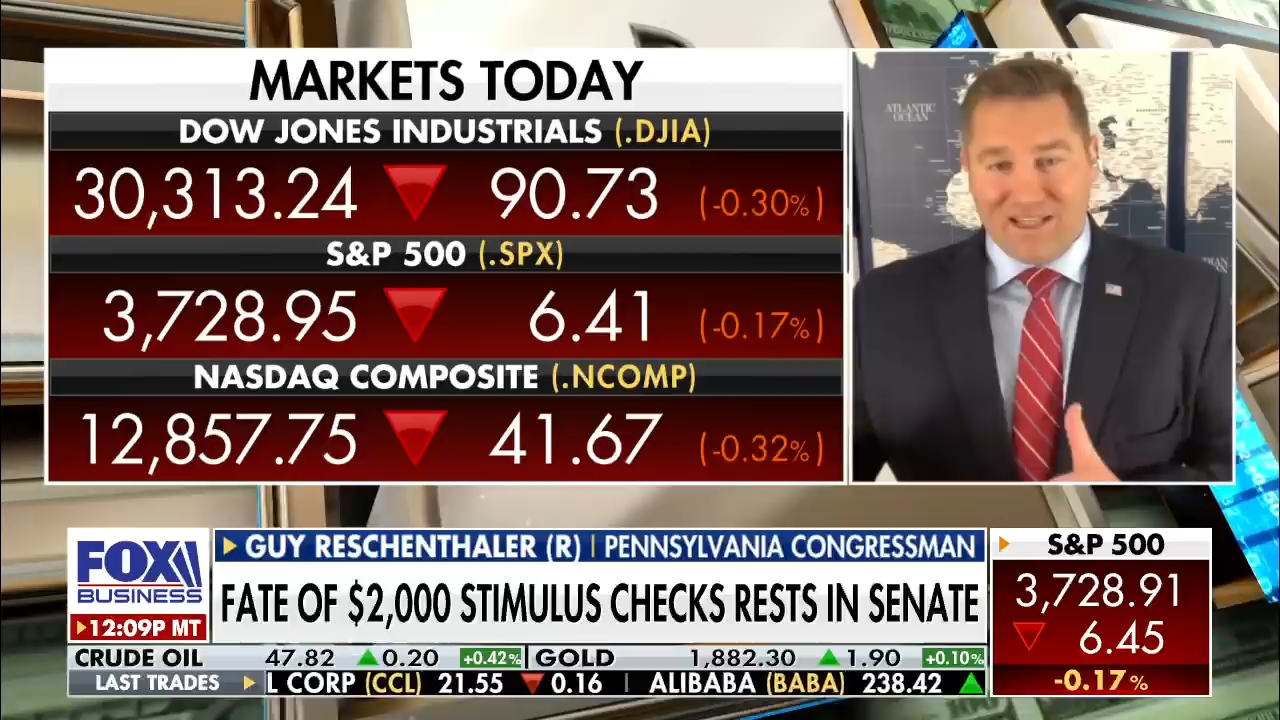 MARKETS TODAY
DOW JONES INDUSTRIALS (.DJIA)
30,313.24 ▼ 90.73 (-0.30%)
S&P 500 (.SPX)
3,728.95 ▼ 6.41 (-0.17%)
NASDAQ COMPOSITE (.NCOMP)
12,857.75 ▼ 41.67 (-0.32%)
ATLANTIC
OCEAN
FOX
BUSINESS
12:09P MT
GUY RESCHENTHALER (R) | PENNSYLVANIA CONGRESSMAN
FATE OF $2,000 STIMULUS CHECKS RESTS IN SENATE
S&P 500
3,728.91
▼ 6.45
-0.17%
CRUDE OIL 47.82 ▲ 0.20 +0.42% | GOLD 1,882.30 ▲ 1.90 +0.10%
LAST TRADES L CORP (CCL) 21.55 ▼ 0.16 | ALIBABA (BABA) 238.42 ▲